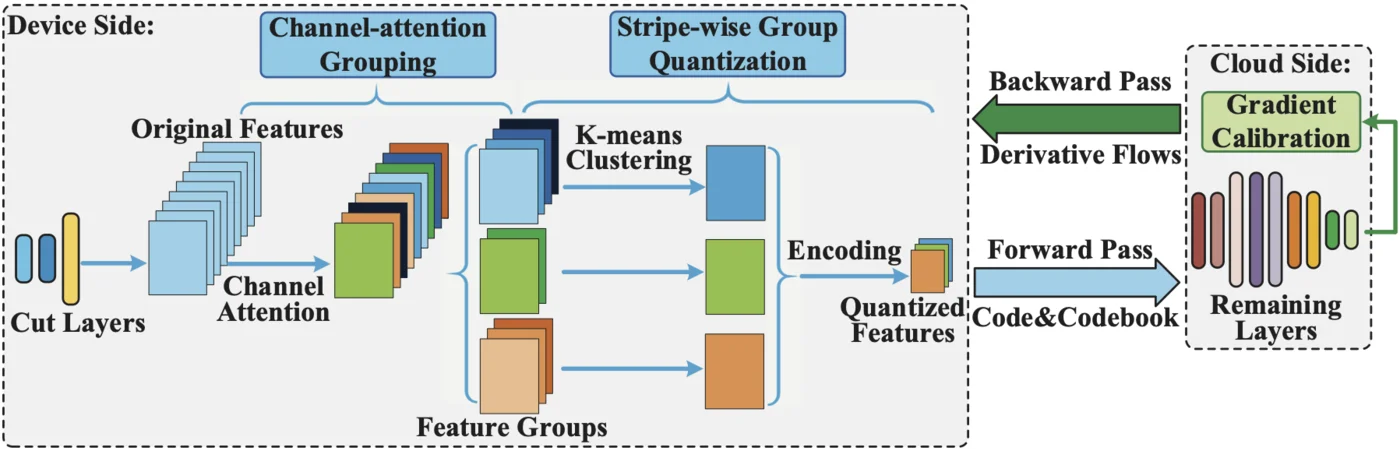 Device Side:
Channel-attention
Grouping
Stripe-wise Group
Quantization
Original Features
K-means
Clustering
Cut Layers
Channel
Attention
Feature Groups
Encoding
Quantized
Features
Backward Pass
Derivative Flows
Forward Pass
Code&Codebook
Cloud Side:
Gradient
Calibration
Remaining
Layers